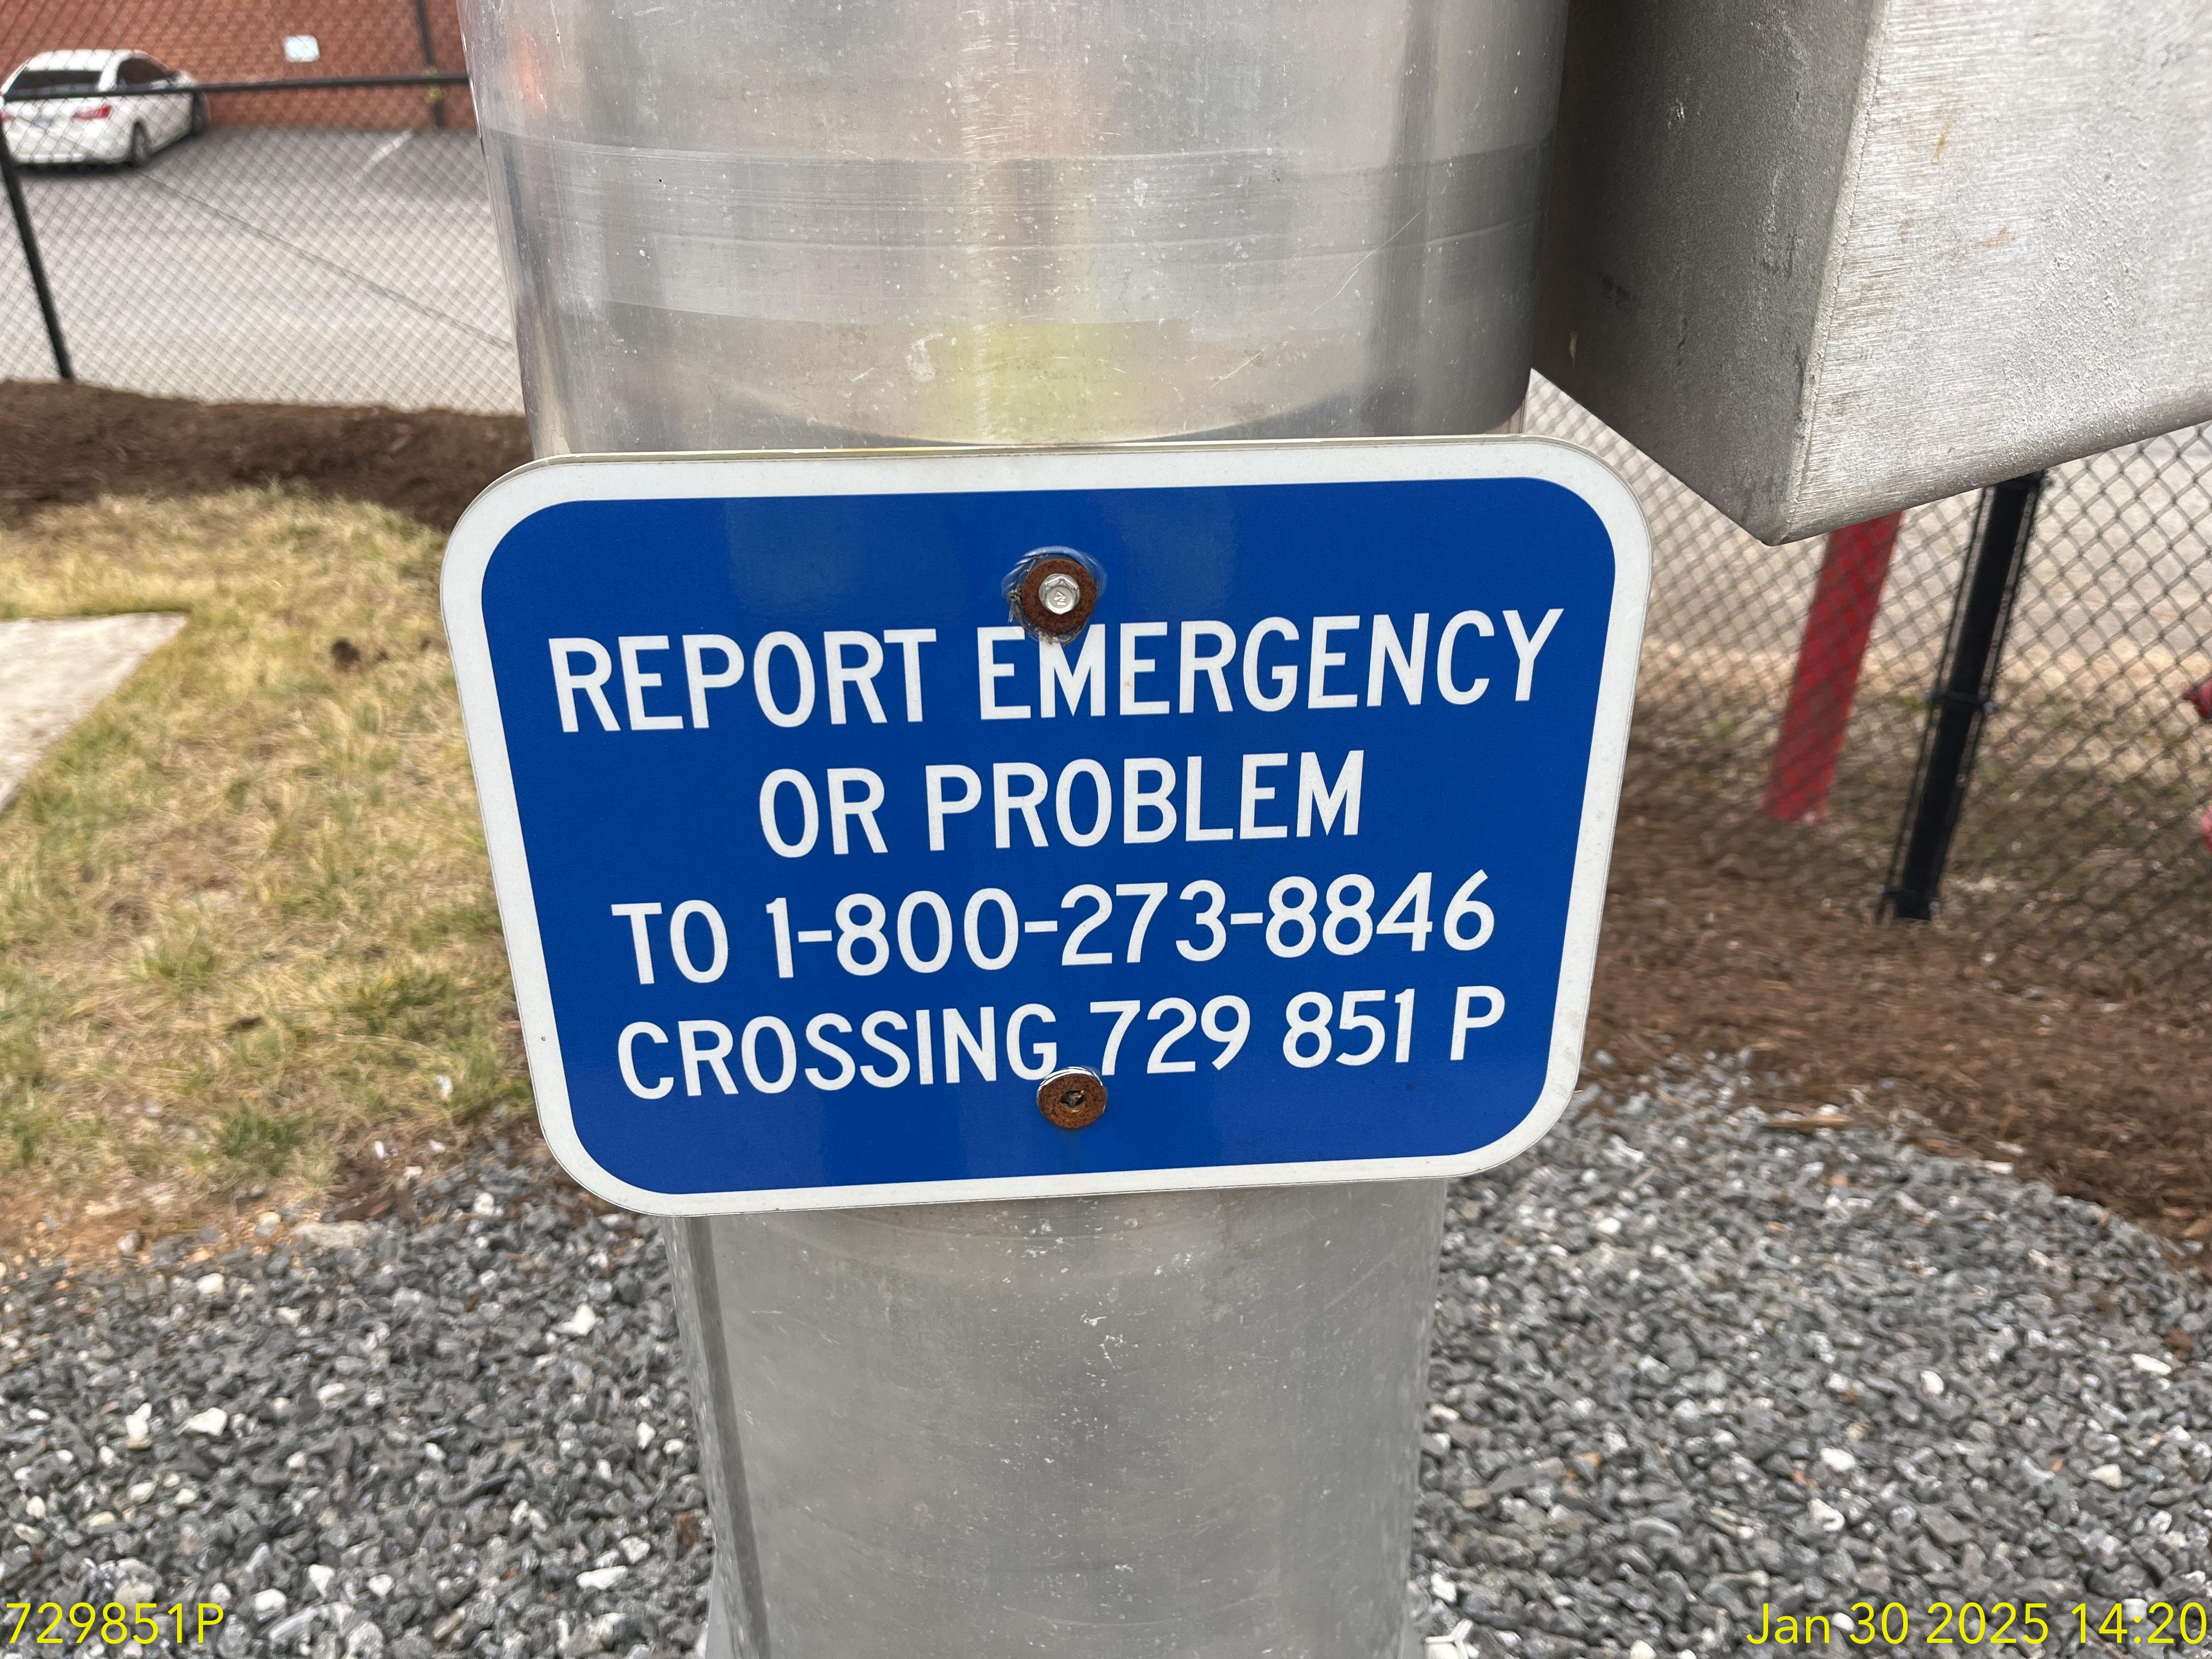 REPORT EMERGENCY
OR PROBLEM
TO 1-800-273-8846
CROSSING 729 851 P
729851P
Jan 30 2025 14:20